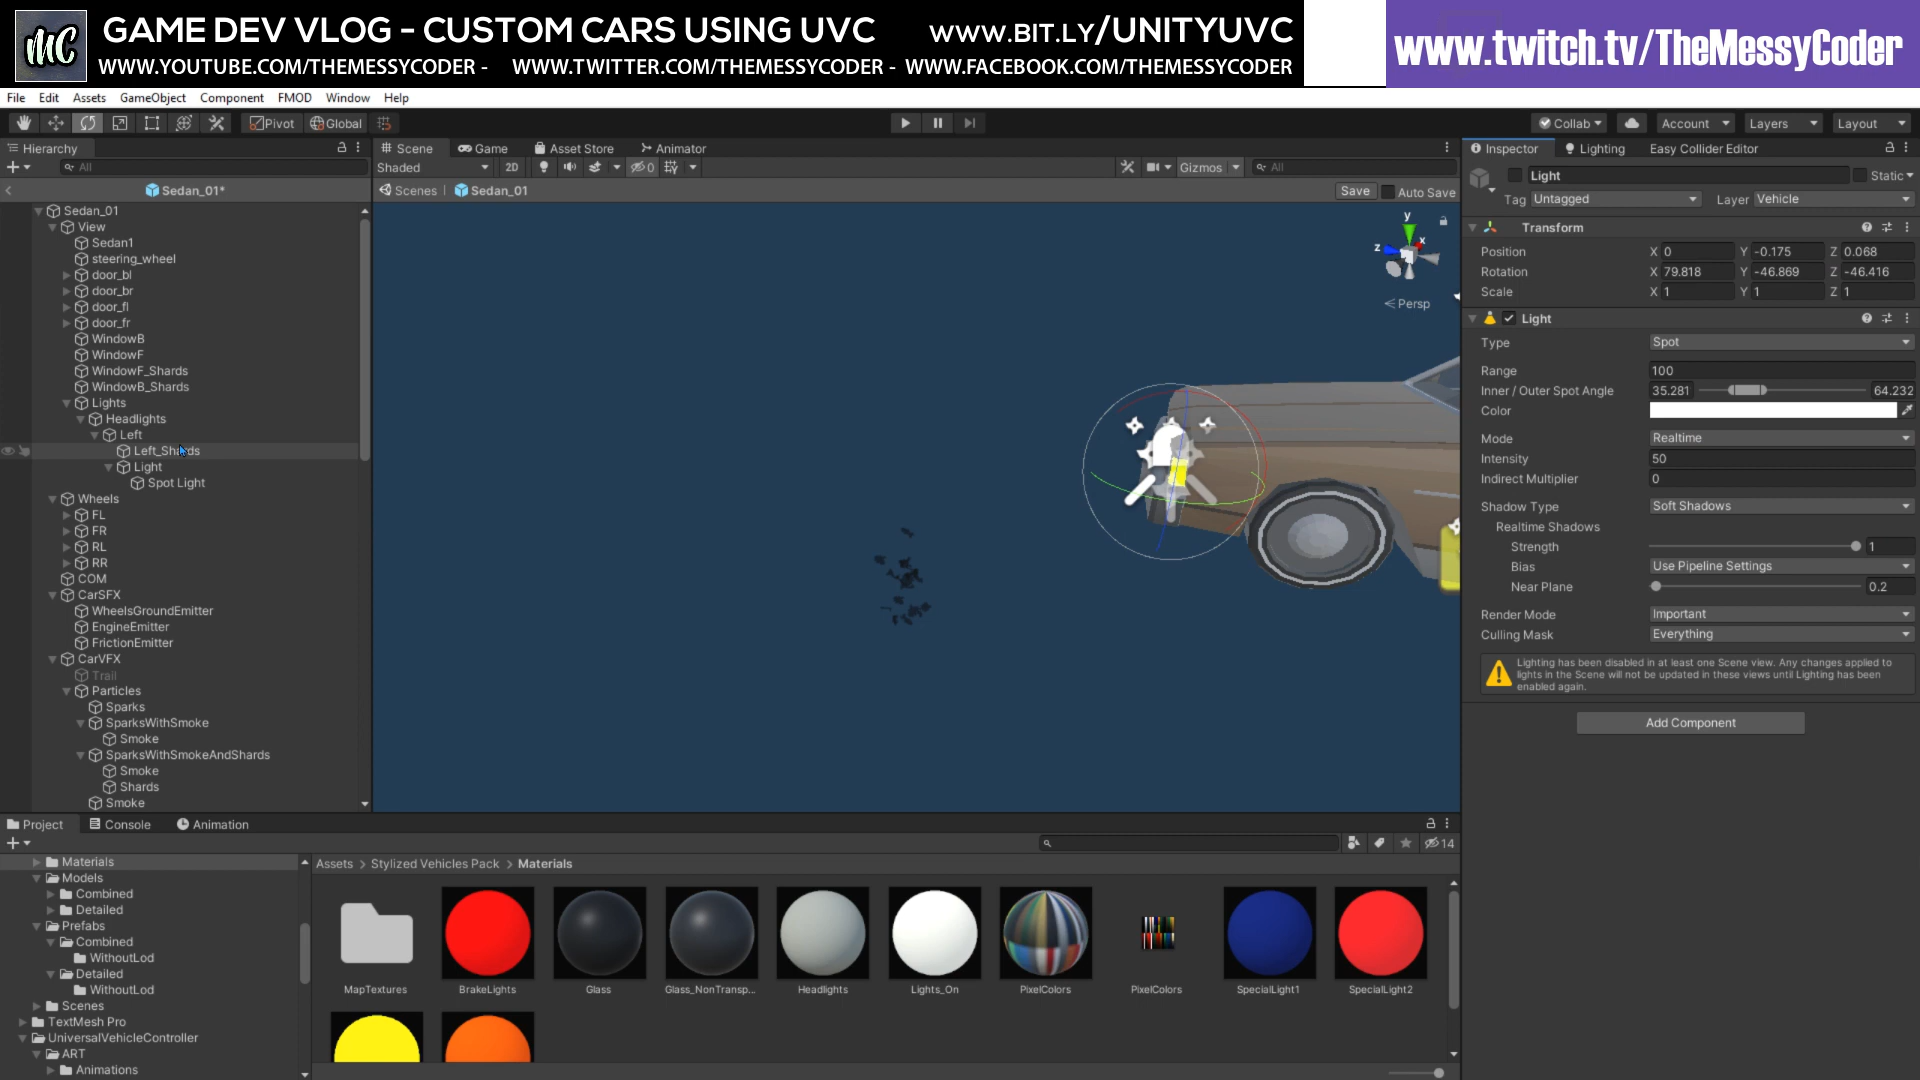 MC
GAME DEV VLOG - CUSTOM CARS USING UVC WWW.BIT.LY/UNITYUVC
WWW.YOUTUBE.COM/THEMESSYCODER - WWW.TWITTER.COM/THEMESSYCODER - WWW.FACEBOOK.COM/THEMESSYCODER
www.twitch.tv/TheMessyCoder
File Edit Assets GameObject Component FMOD Window Help
Pivot Global Collab Account Layers Layout
Hierarchy
All
Sedan_01*
Sedan_01
View
Sedan1
steering_wheel
door_bl
door_br
door_fl
door_fr
WindowB
WindowF
WindowF_Shards
WindowB_Shards
Lights
Headlights
Left
Left_Shards
Light
Spot Light
Wheels
FL
FR
RL
RR
COM
CarSFX
WheelsGroundEmitter
EngineEmitter
FrictionEmitter
CarVFX
Trail
Particles
Sparks
SparksWithSmoke
Smoke
SparksWithSmokeAndShards
Smoke
Shards
Smoke
Scene Game Asset Store Animator
Shaded 2D 0 Gizmos All
Scenes Sedan_01 Save Auto Save
y
x
z
Persp
Inspector Lighting Easy Collider Editor
Light Static
Tag Untagged Layer Vehicle
Transform
Position X 0 Y -0.175 Z 0.068
Rotation X 79.818 Y -46.869 Z -46.416
Scale X 1 Y 1 Z 1
Light
Type Spot
Range 100
Inner / Outer Spot Angle 35.281 64.232
Color
Mode Realtime
Intensity 50
Indirect Multiplier 0
Shadow Type Soft Shadows
Realtime Shadows
Strength 1
Bias Use Pipeline Settings
Near Plane 0.2
Render Mode Important
Culling Mask Everything
Lighting has been disabled in at least one Scene view. Any changes applied to
lights in the Scene will not be updated in these views until Lighting has been
enabled again.
Add Component
Project Console Animation
14
Materials
Models
Combined
Detailed
Prefabs
Combined
WithoutLod
Detailed
WithoutLod
Scenes
TextMesh Pro
UniversalVehicleController
ART
Animations
Assets > Stylized Vehicles Pack > Materials
MapTextures BrakeLights Glass Glass_NonTransp... Headlights Lights_On PixelColors PixelColors SpecialLight1 SpecialLight2